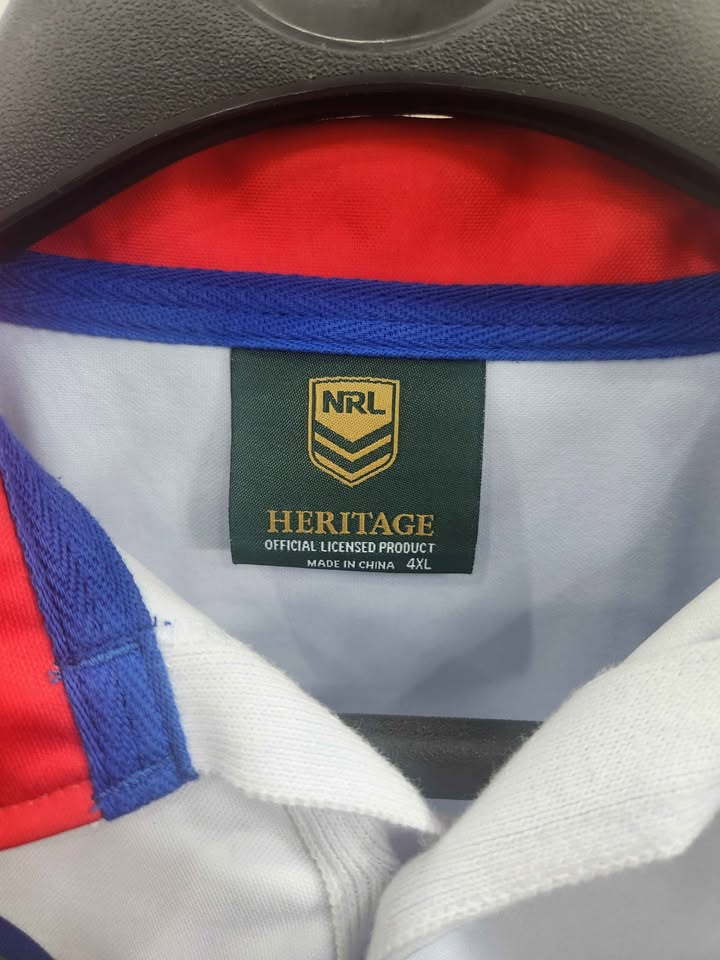 NRL
HERITAGE
OFFICIAL LICENSED PRODUCT
MADE IN CHINA 4XL